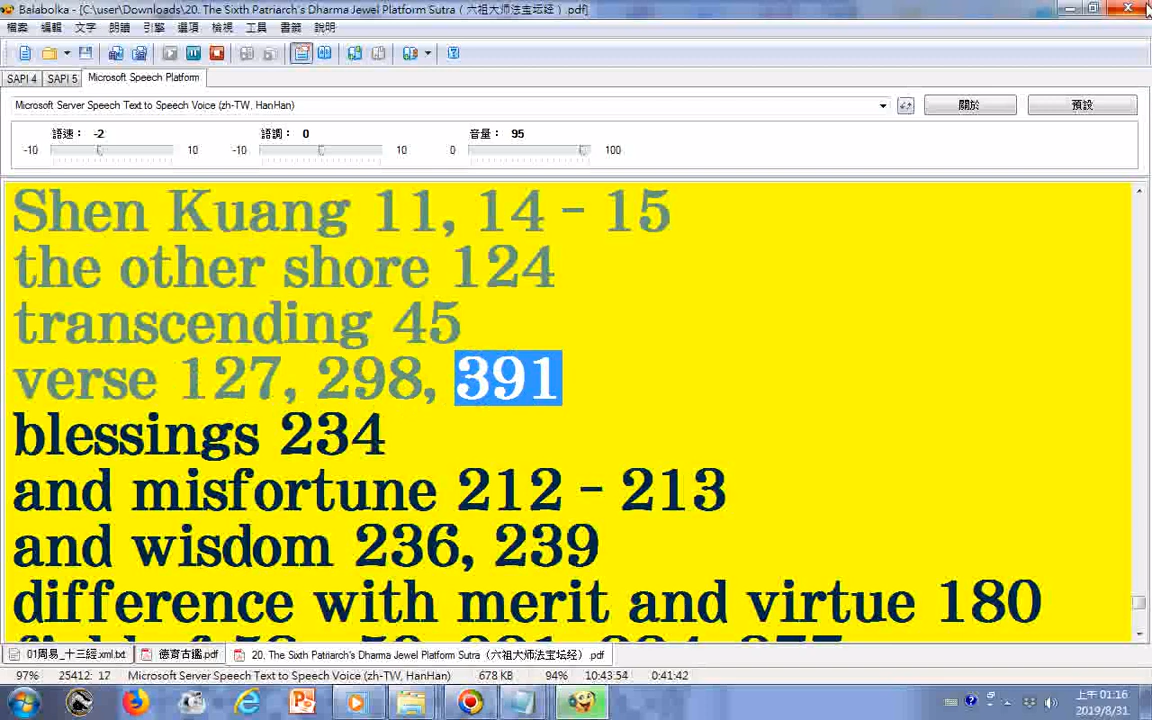 Balabolka - [C:\user\Downloads\20. The Sixth Patriarch's Dharma Jewel Platform Sutra（六祖大师法宝坛经）.pdf]
檔案 編輯 文字 朗讀 引擎 選項 檢視 工具 書籤 說明
SAPI 4 SAPI 5 Microsoft Speech Platform
Microsoft Server Speech Text to Speech Voice (zh-TW, HanHan) 關於 預設
語速： -2 語調： 0 音量： 95
-10 10 -10 10 0 100
Shen Kuang 11, 14 - 15
the other shore 124
transcending 45
verse 127, 298, 391
blessings 234
and misfortune 212 - 213
and wisdom 236, 239
difference with merit and virtue 180
01周易_十三經.xml.txt 德育古鑑.pdf 20. The Sixth Patriarch's Dharma Jewel Platform Sutra（六祖大师法宝坛经）.pdf
97% 25412: 17 Microsoft Server Speech Text to Speech Voice (zh-TW, HanHan) 678 KB 94% 10:43:54 0:41:42
上午 01:16
2019/8/31